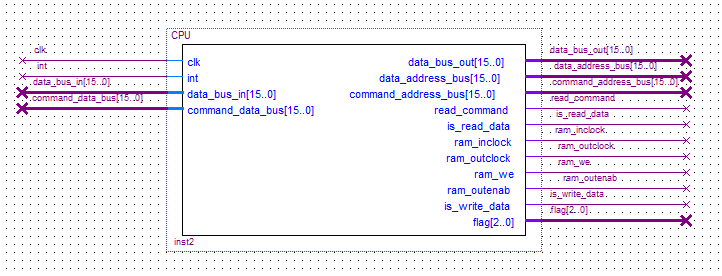 CPU
clk
int
data_bus_in[15..0]
command_data_bus[15..0]
clk
int
data_bus_in[15..0]
command_data_bus[15..0]
data_bus_out[15..0]
data_address_bus[15..0]
command_address_bus[15..0]
read_command
is_read_data
ram_inclock
ram_outclock
ram_we
ram_outenab
is_write_data
flag[2..0]
data_bus_out[15..0]
data_address_bus[15..0]
command_address_bus[15..0]
read_command
is_read_data
ram_inclock
ram_outclock
ram_we
ram_outenab
is_write_data
flag[2..0]
inst2